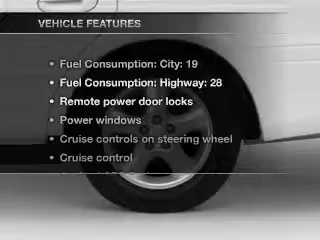 VEHICLE FEATURES
• Fuel Consumption: City: 19
• Fuel Consumption: Highway: 28
• Remote power door locks
• Power windows
• Cruise controls on steering wheel
• Cruise control